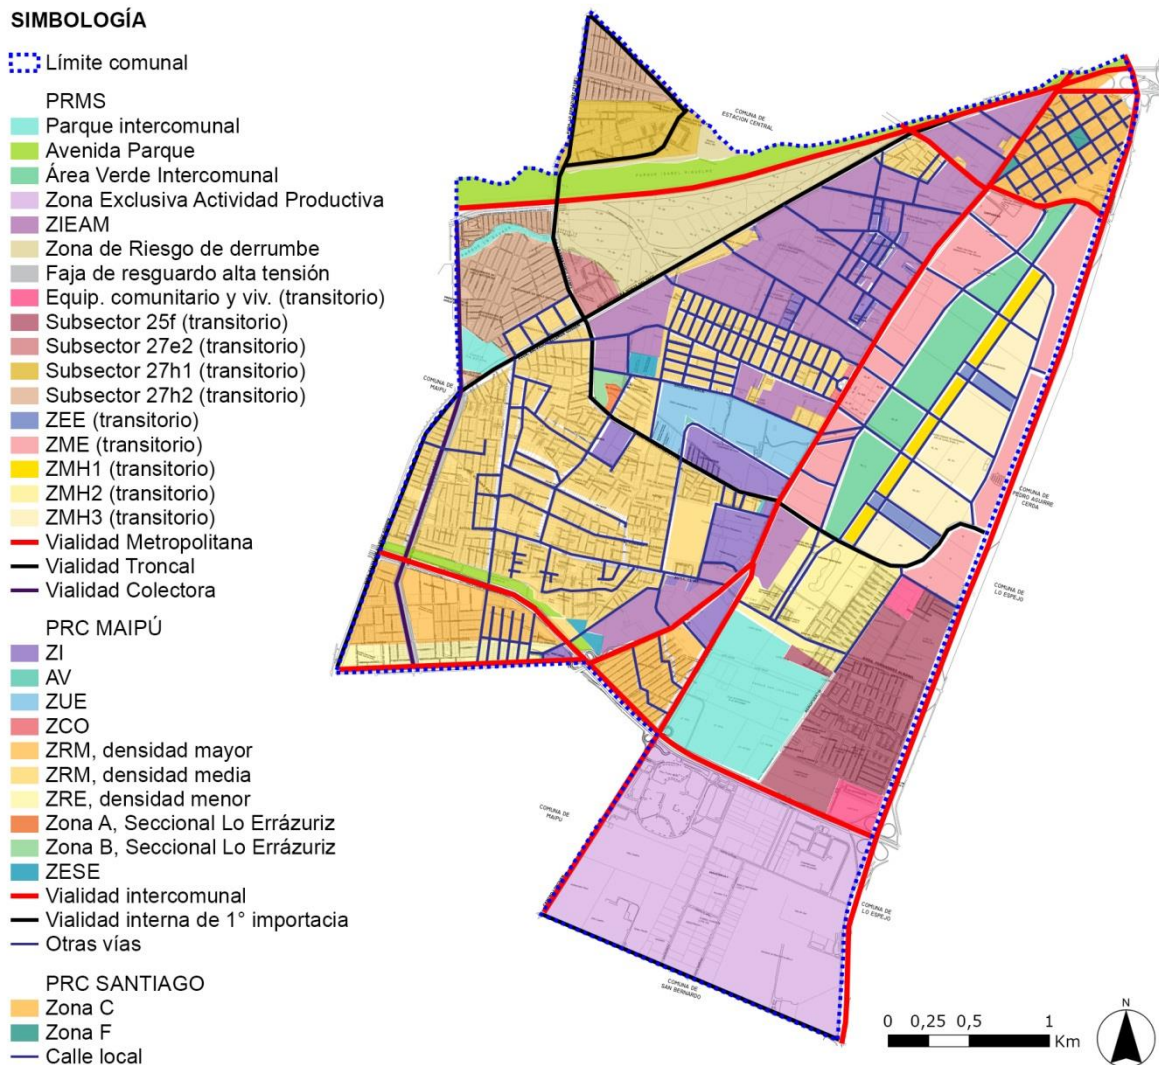 SIMBOLOGÍA
Límite comunal
PRMS
Parque intercomunal
Avenida Parque
Área Verde Intercomunal
Zona Exclusiva Actividad Productiva
ZIEAM
Zona de Riesgo de derrumbe
Faja de resguardo alta tensión
Equip. comunitario y viv. (transitorio)
Subsector 25f (transitorio)
Subsector 27e2 (transitorio)
Subsector 27h1 (transitorio)
Subsector 27h2 (transitorio)
ZEE (transitorio)
ZME (transitorio)
ZMH1 (transitorio)
ZMH2 (transitorio)
ZMH3 (transitorio)
Vialidad Metropolitana
Vialidad Troncal
Vialidad Colectora
PRC MAIPÚ
ZI
AV
ZUE
ZCO
ZRM, densidad mayor
ZRM, densidad media
ZRE, densidad menor
Zona A, Seccional Lo Errázuriz
Zona B, Seccional Lo Errázuriz
ZESE
Vialidad intercomunal
Vialidad interna de 1° importacia
Otras vías
PRC SANTIAGO
Zona C
Zona F
Calle local
COMUNA DE
ESTACION CENTRAL
COMUNA DE
MAIPU
COMUNA DE
PEDRO AGUIRRE
CERDA
COMUNA DE
LO ESPEJO
COMUNA DE
MAIPU
COMUNA DE
LO ESPEJO
COMUNA DE
SAN BERNARDO
0 0,25 0,5 1
Km
N